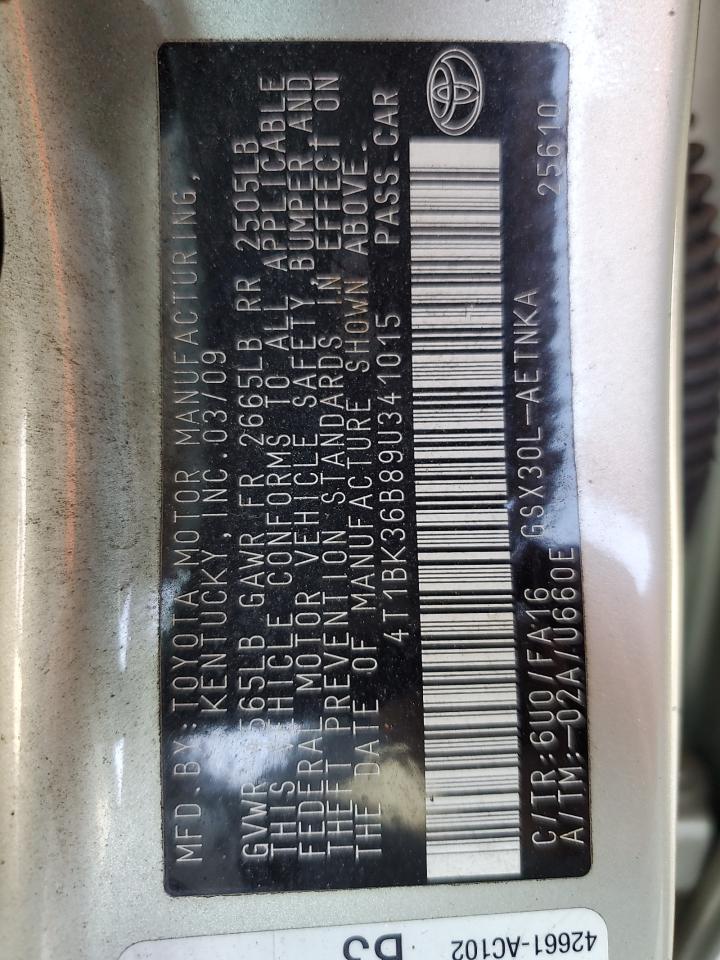 MFD.BY:TOYOTA MOTOR MANUFACTURING,
KENTUCKY,INC.03/09
GVWR 4565LB GAWR FR 2665LB RR 2505LB
THIS VEHICLE CONFORMS TO ALL APPLICABLE
FEDERAL MOTOR VEHICLE SAFETY,BUMPER,AND
THEFT PREVENTION STANDARDS IN EFFECT ON
THE DATE OF MANUFACTURE SHOWN ABOVE.
4T1BK36B89U341015 PASS.CAR
C/TR:6U0/FA16 GSX30L-AETNKA 25610
A/TM:-02A/U660E
42661-AC102